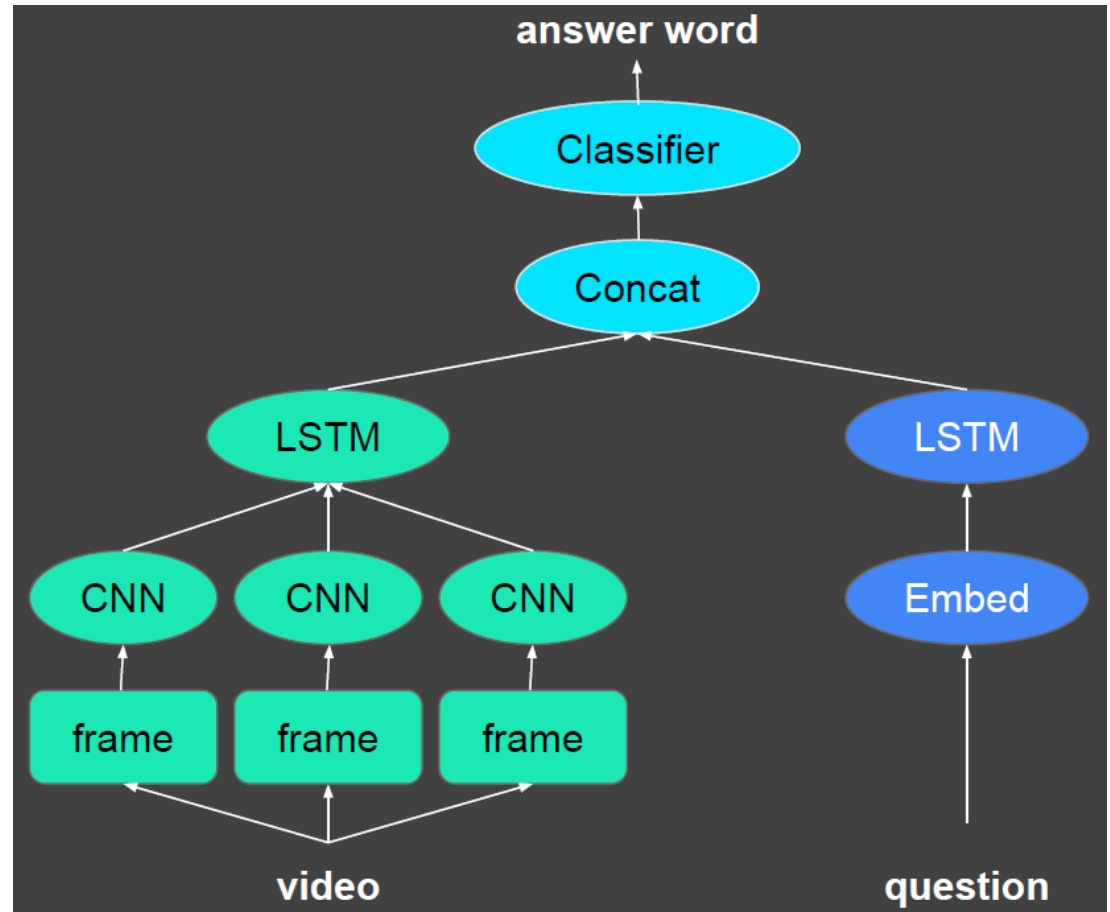 answer word
Classifier
Concat
LSTM LSTM
CNN CNN CNN Embed
frame frame frame
video question